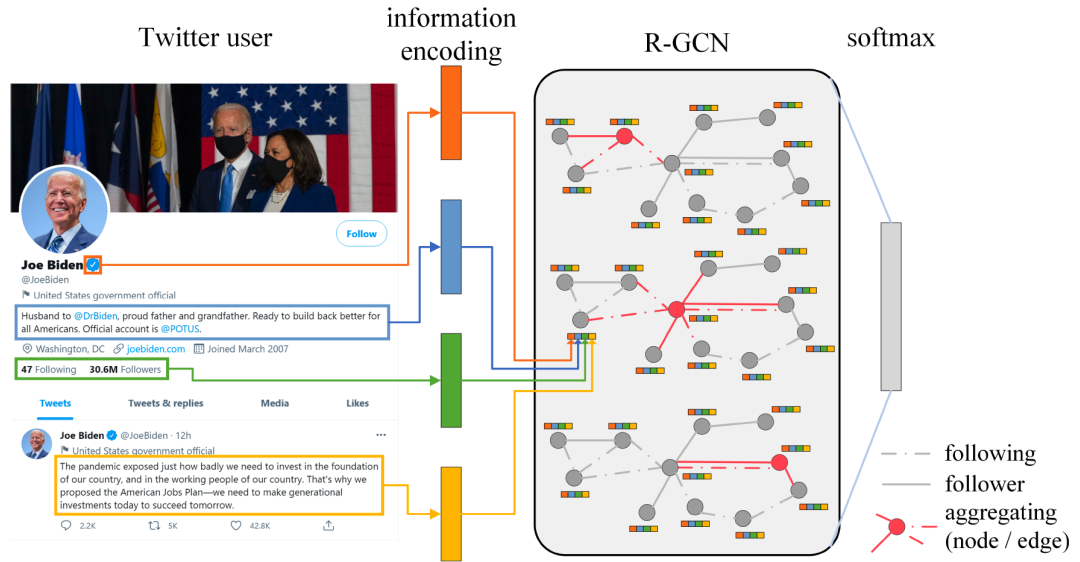 Twitter user
information
encoding
R-GCN
softmax
Follow
Joe Biden
@JoeBiden
United States government official
Husband to @DrBiden, proud father and grandfather. Ready to build back better for
all Americans. Official account is @POTUS.
Washington, DC joebiden.com Joined March 2007
47 Following 30.6M Followers
Tweets Tweets & replies Media Likes
Joe Biden @JoeBiden · 12h
United States government official
The pandemic exposed just how badly we need to invest in the foundation
of our country, and in the working people of our country. That's why we
proposed the American Jobs Plan—we need to make generational
investments today to succeed tomorrow.
2.2K 5K 42.8K
following
follower
aggregating
(node / edge)